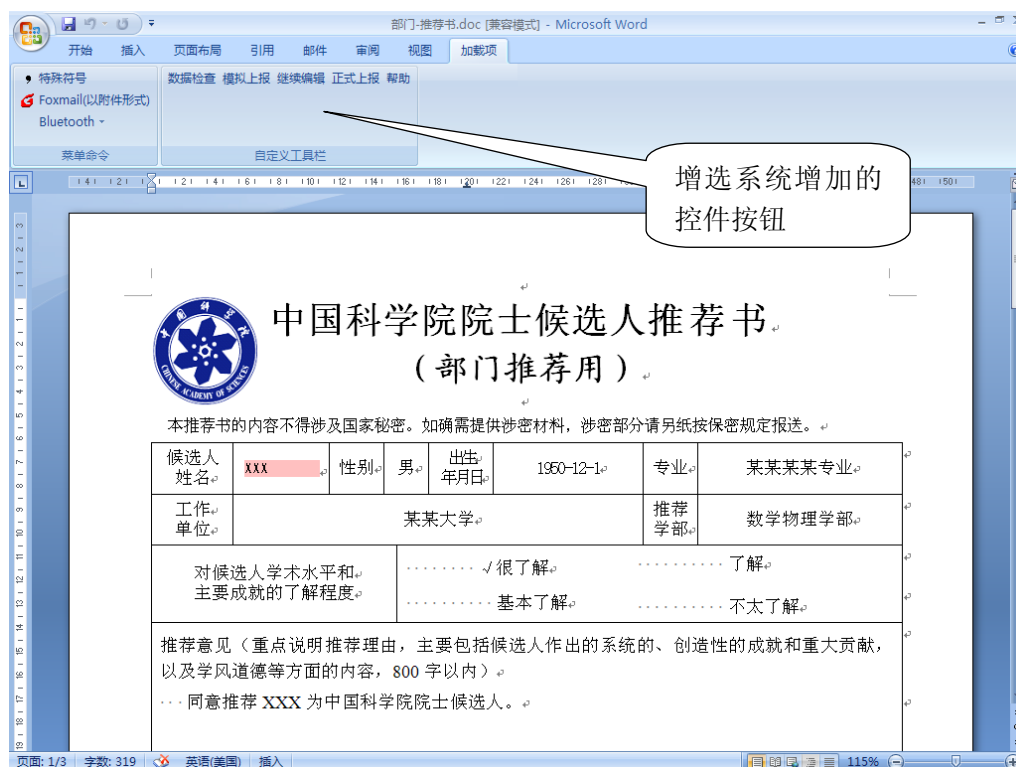 部门-推荐书.doc [兼容模式] - Microsoft Word
开始 插入 页面布局 引用 邮件 审阅 视图 加载项
特殊符号
Foxmail(以附件形式)
Bluetooth
菜单命令
数据检查 模拟上报 继续编辑 正式上报 帮助
自定义工具栏
增选系统增加的
控件按钮
中国科学院
CHINESE ACADEMY OF SCIENCES
中国科学院院士候选人推荐书
（部门推荐用）
本推荐书的内容不得涉及国家秘密。如确需提供涉密材料，涉密部分请另纸按保密规定报送。
候选人姓名 XXX 性别 男 出生年月日 1950-12-1 专业 某某某某专业
工作单位 某某大学 推荐学部 数学物理学部
对候选人学术水平和
主要成就的了解程度
√很了解 了解
基本了解 不太了解
推荐意见（重点说明推荐理由，主要包括候选人作出的系统的、创造性的成就和重大贡献，
以及学风道德等方面的内容，800 字以内）
同意推荐 XXX 为中国科学院院士候选人。
页面: 1/3 字数: 319 英语(美国) 插入 115%